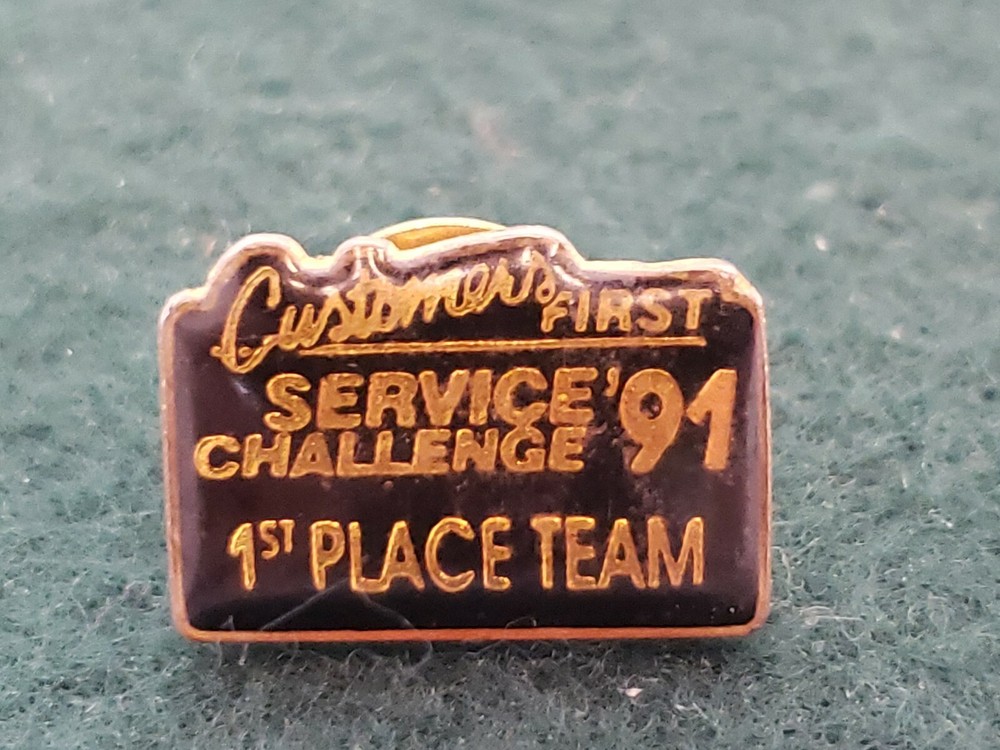 Customers FIRST
SERVICE '91
CHALLENGE
1ST PLACE TEAM